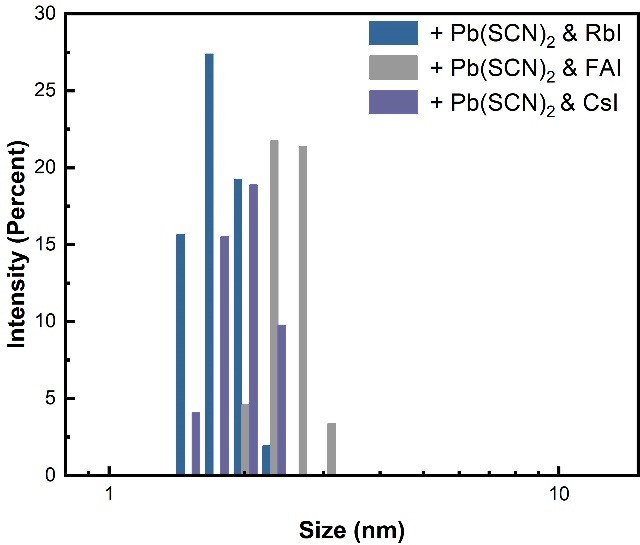 + Pb(SCN)₂ & RbI
+ Pb(SCN)₂ & FAI
+ Pb(SCN)₂ & CsI
Intensity (Percent)
30
25
20
15
10
5
0
1 10
Size (nm)